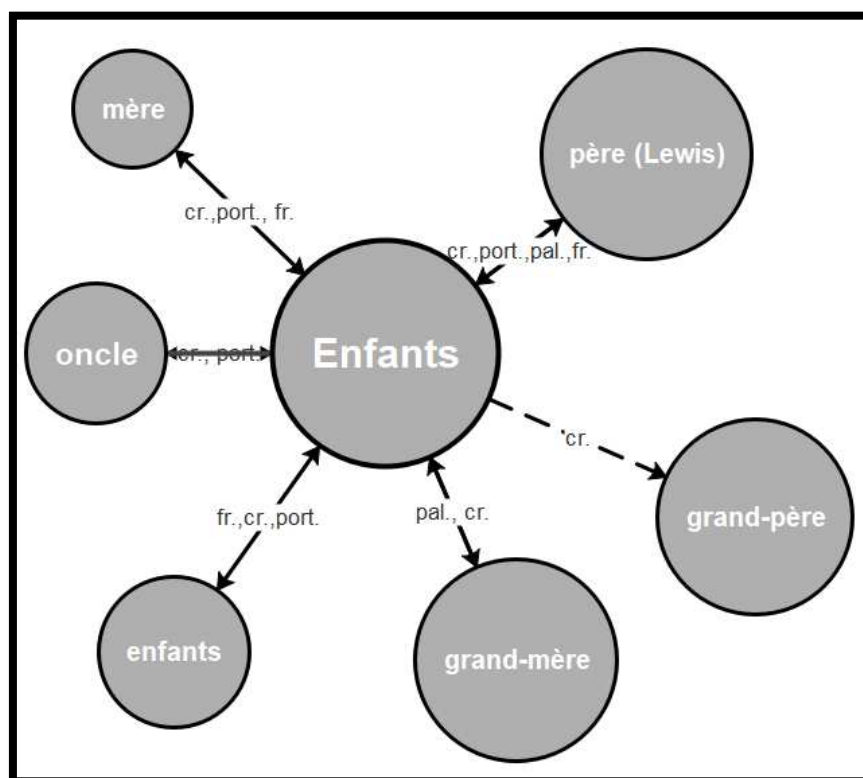 mère
père (Lewis)
cr.,port., fr.
cr.,port.,pal.,fr.
oncle
cr., port.
Enfants
cr.
fr.,cr.,port.
pal., cr.
grand-père
enfants
grand-mère